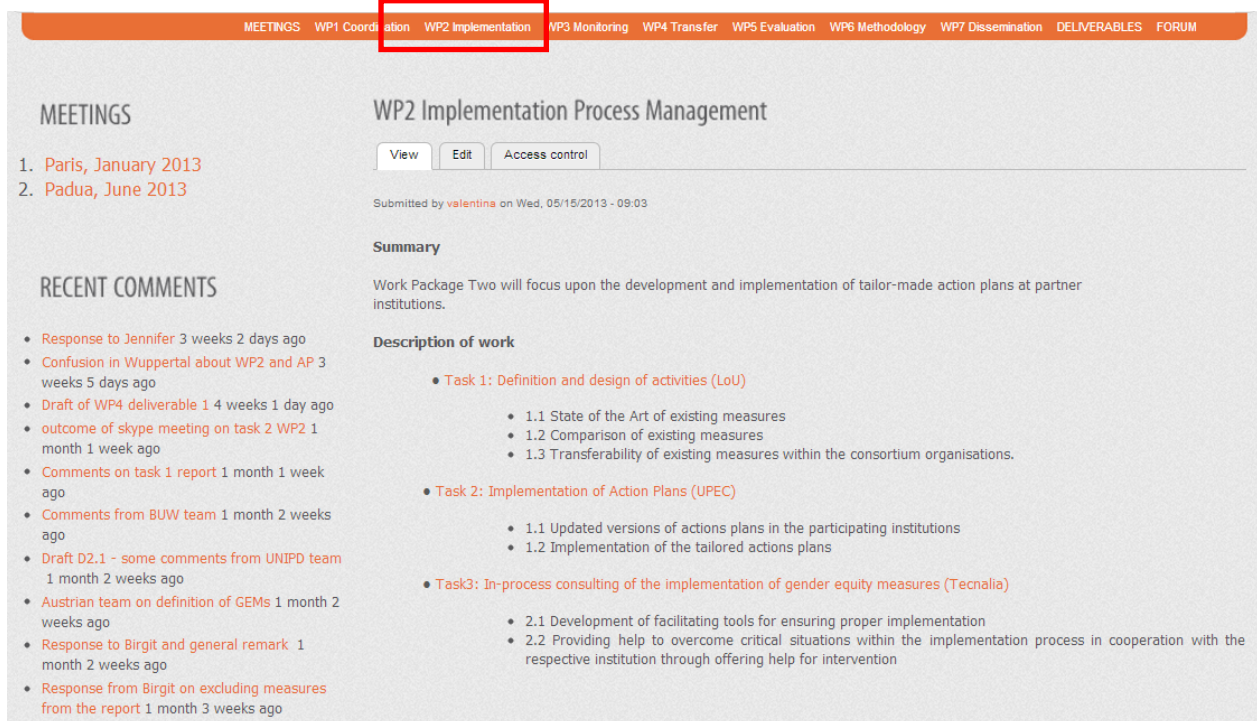 MEETINGS WP1 Coordination WP2 Implementation WP3 Monitoring WP4 Transfer WP5 Evaluation WP6 Methodology WP7 Dissemination DELIVERABLES FORUM
MEETINGS
1. Paris, January 2013
2. Padua, June 2013
RECENT COMMENTS
• Response to Jennifer 3 weeks 2 days ago
• Confusion in Wuppertal about WP2 and AP 3
weeks 5 days ago
• Draft of WP4 deliverable 1 4 weeks 1 day ago
• outcome of skype meeting on task 2 WP2 1
month 1 week ago
• Comments on task 1 report 1 month 1 week
ago
• Comments from BUW team 1 month 2 weeks
ago
• Draft D2.1 - some comments from UNIPD team
1 month 2 weeks ago
• Austrian team on definition of GEMs 1 month 2
weeks ago
• Response to Birgit and general remark 1
month 2 weeks ago
• Response from Birgit on excluding measures
from the report 1 month 3 weeks ago
WP2 Implementation Process Management
View Edit Access control
Submitted by valentina on Wed, 05/15/2013 - 09:03
Summary
Work Package Two will focus upon the development and implementation of tailor-made action plans at partner
institutions.
Description of work
• Task 1: Definition and design of activities (LoU)
• 1.1 State of the Art of existing measures
• 1.2 Comparison of existing measures
• 1.3 Transferability of existing measures within the consortium organisations.
• Task 2: Implementation of Action Plans (UPEC)
• 1.1 Updated versions of actions plans in the participating institutions
• 1.2 Implementation of the tailored actions plans
• Task3: In-process consulting of the implementation of gender equity measures (Tecnalia)
• 2.1 Development of facilitating tools for ensuring proper implementation
• 2.2 Providing help to overcome critical situations within the implementation process in cooperation with the
respective institution through offering help for intervention